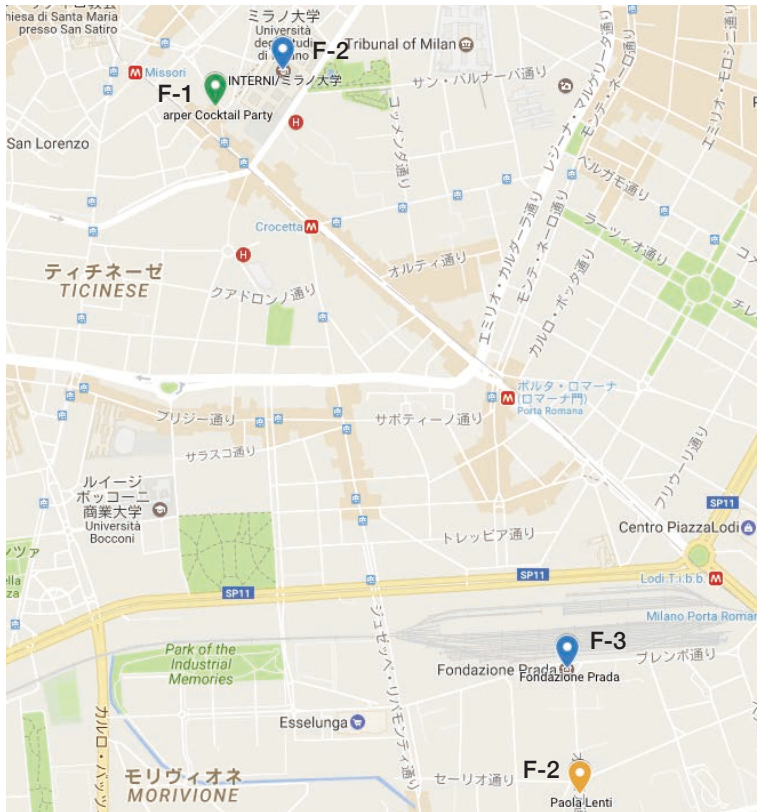 hiesa di Santa Maria
presso San Satiro
Missori
ミラノ大学
Università
F-2
Tribunal of Milan
INTERNI/ミラノ大学
F-1
arper Cocktail Party
サン・バルナーバ通り
コンメンダ通り
レジーナ・マルゲリータ通り
モンテ・ネーロ通り
エミリオ・モロシーニ通り
San Lorenzo
ベルガモ通り
ラーツィオ通り
Crocetta
ティチネーゼ
TICINESE
クアドロンノ通り
オルティ通り
エミリオ・カルダーラ通り
モンテ・ネーロ通り
カルロ・ボッタ通り
ポルタ・ロマーナ
(ロマーナ門)
Porta Romana
ブリジー通り
サボティーノ通り
サラスコ通り
フリウーリ通り
ルイージ
ボッコーニ
商業大学
Università
Bocconi
SP11
トレッビア通り
Centro PiazzaLodi
SP11
Lodi T.i.b.b.
SP11
Milano Porta Romar
Park of the
Industrial
Memories
ジュゼッペ・リパモンティ通り
F-3
Fondazione Prada
Fondazione Prada
ブレンボ通り
Esselunga
カルロ・バッツ
モリヴィオネ
MORIVIONE
セーリオ通り
F-2
Paola Lenti